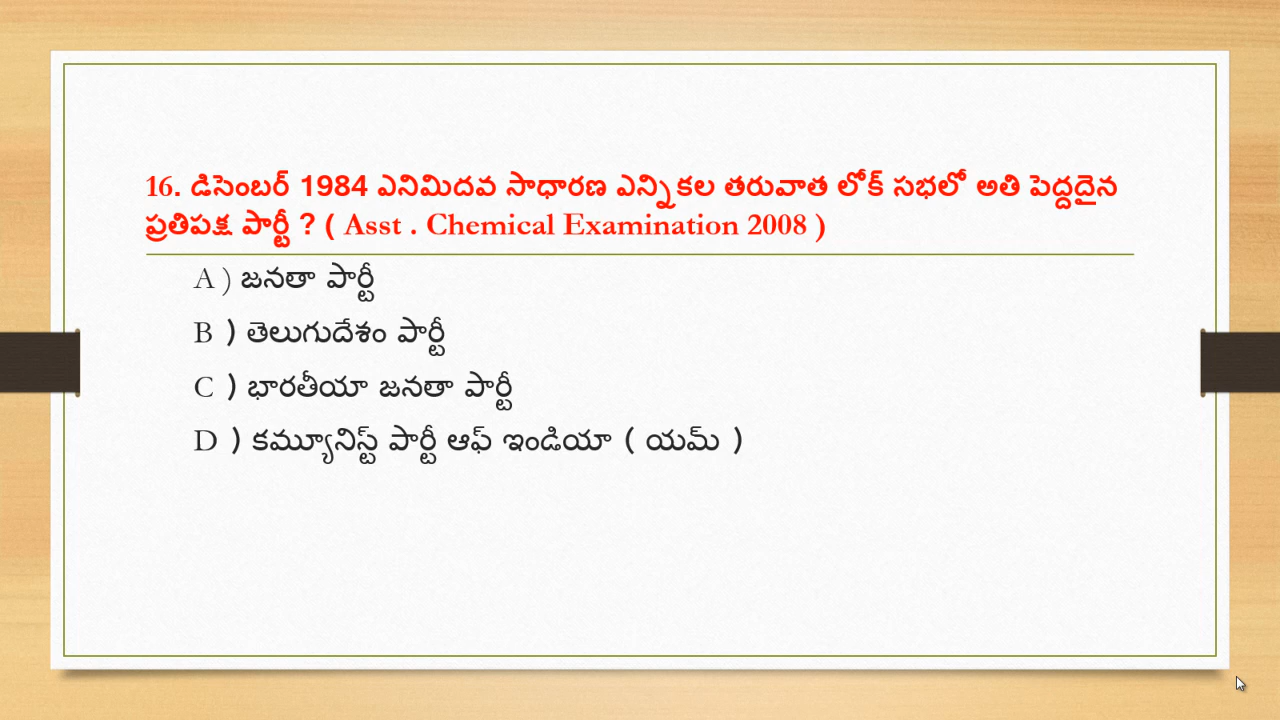 16. డిసెంబర్ 1984 ఎనిమిదవ సాధారణ ఎన్నికల తరువాత లోక్ సభలో అతి పెద్దదైన
ప్రతిపక్ష పార్టీ ? ( Asst . Chemical Examination 2008 )
A ) జనతా పార్టీ
B ) తెలుగుదేశం పార్టీ
C ) భారతీయా జనతా పార్టీ
D ) కమ్యూనిస్ట్ పార్టీ ఆఫ్ ఇండియా ( యమ్ )